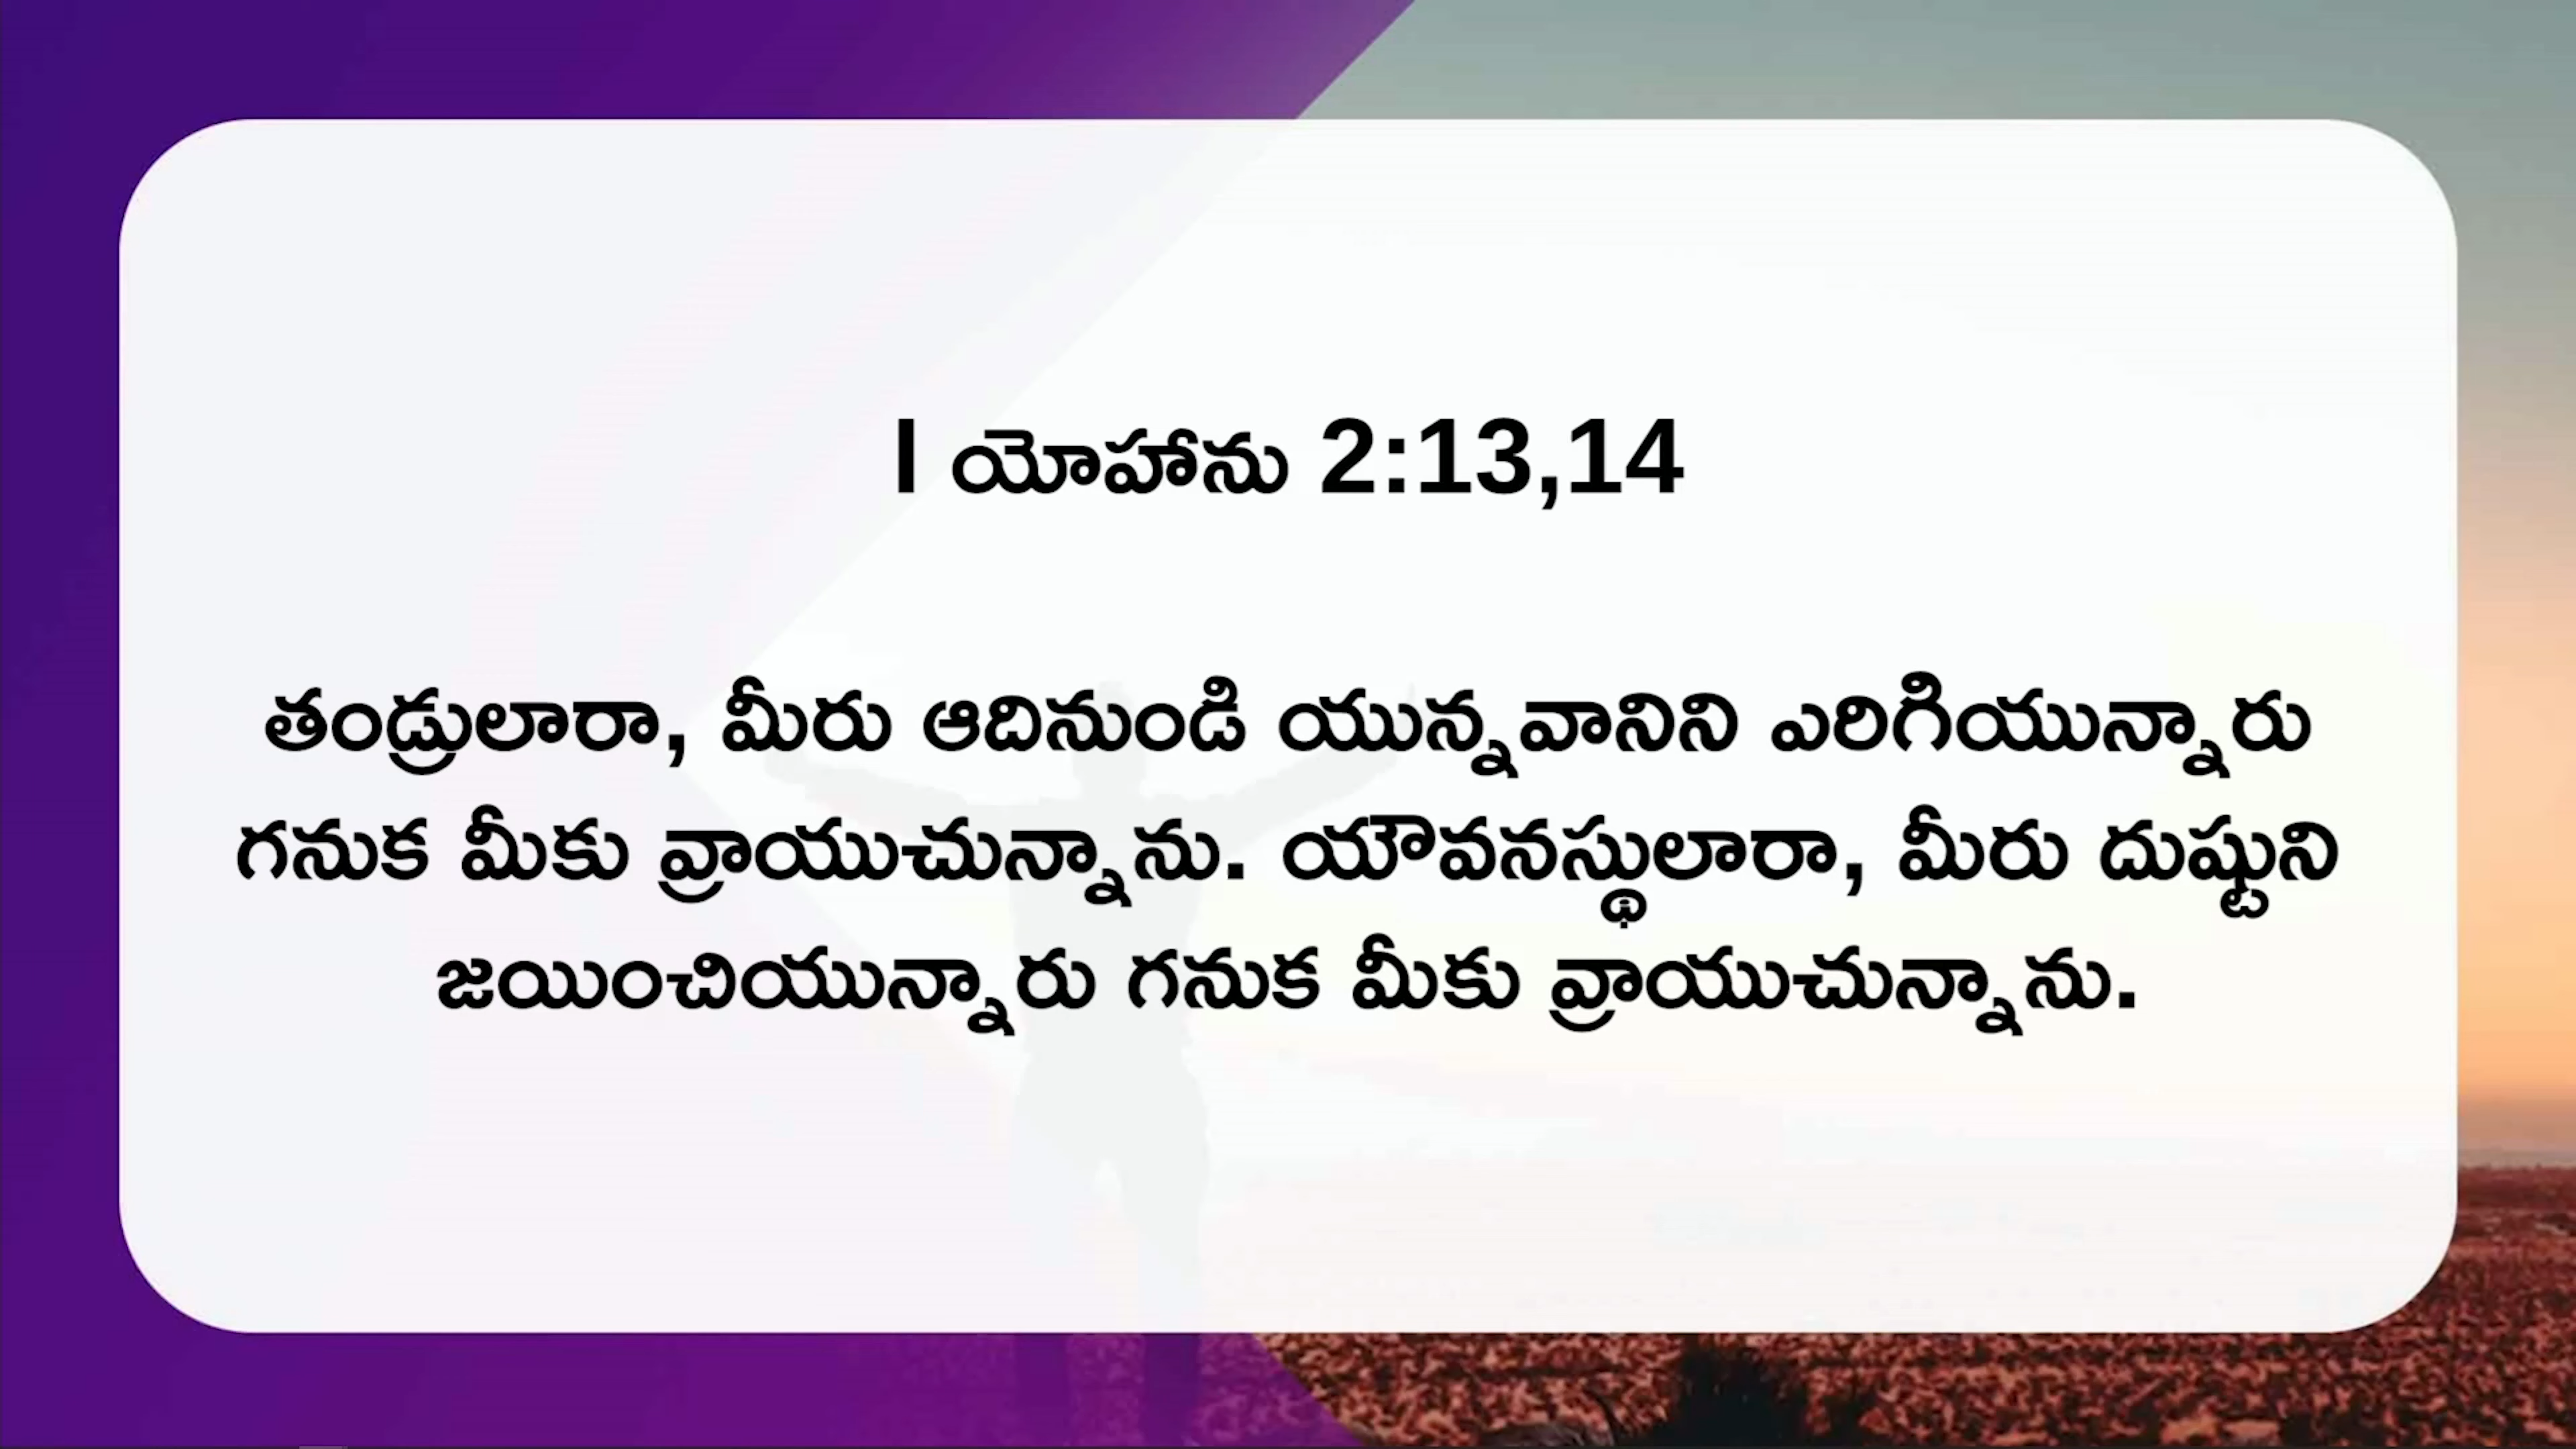 I యోహాను 2:13,14
తండ్రులారా, మీరు ఆదినుండి యున్నవానిని ఎరిగియున్నారు
గనుక మీకు వ్రాయుచున్నాను. యౌవనస్థులారా, మీరు దుష్టుని
జయించియున్నారు గనుక మీకు వ్రాయుచున్నాను.